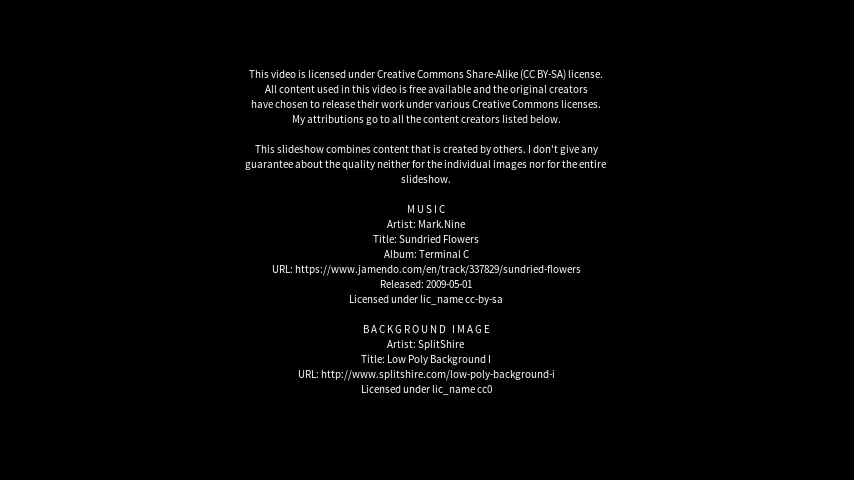 This video is licensed under Creative Commons Share-Alike (CC BY-SA) license.
All content used in this video is free available and the original creators
have chosen to release their work under various Creative Commons licenses.
My attributions go to all the content creators listed below.
This slideshow combines content that is created by others. I don't give any
guarantee about the quality neither for the individual images nor for the entire
slideshow.
MUSIC
Artist: Mark.Nine
Title: Sundried Flowers
Album: Terminal C
URL: https://www.jamendo.com/en/track/337829/sundried-flowers
Released: 2009-05-01
Licensed under lic_name cc-by-sa
BACKGROUND IMAGE
Artist: SplitShire
Title: Low Poly Background I
URL: http://www.splitshire.com/low-poly-background-i
Licensed under lic_name cc0